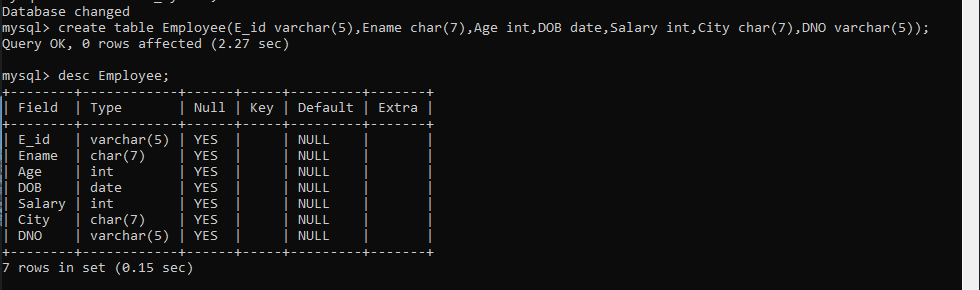 Database changed
mysql> create table Employee(E_id varchar(5),Ename char(7),Age int,DOB date,Salary int,City char(7),DNO varchar(5));
Query OK, 0 rows affected (2.27 sec)
mysql> desc Employee;
+--------+------------+------+-----+---------+-------+
| Field  | Type       | Null | Key | Default | Extra |
+--------+------------+------+-----+---------+-------+
| E_id   | varchar(5) | YES  |     | NULL    |       |
| Ename  | char(7)    | YES  |     | NULL    |       |
| Age    | int        | YES  |     | NULL    |       |
| DOB    | date       | YES  |     | NULL    |       |
| Salary | int        | YES  |     | NULL    |       |
| City   | char(7)    | YES  |     | NULL    |       |
| DNO    | varchar(5) | YES  |     | NULL    |       |
+--------+------------+------+-----+---------+-------+
7 rows in set (0.15 sec)